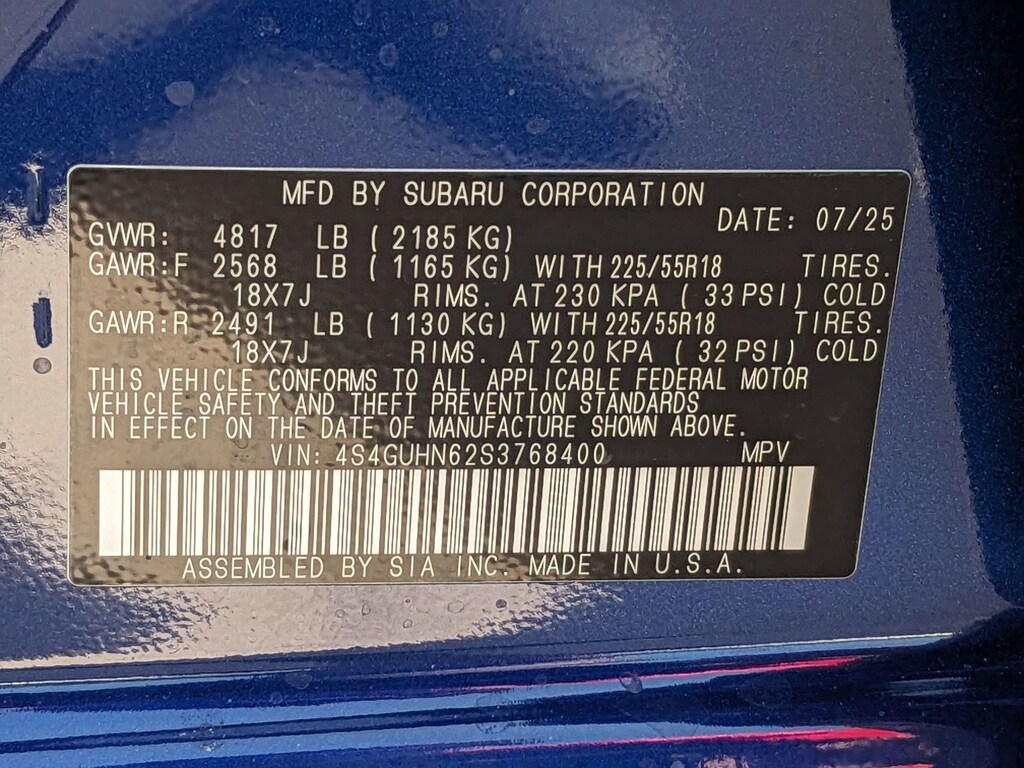 MFD BY SUBARU CORPORATION
DATE: 07/25
GVWR: 4817 LB ( 2185 KG)
GAWR:F 2568 LB ( 1165 KG) WITH 225/55R18 TIRES.
18X7J RIMS. AT 230 KPA ( 33 PSI) COLD
GAWR:R 2491 LB ( 1130 KG) WITH 225/55R18 TIRES.
18X7J RIMS. AT 220 KPA ( 32 PSI) COLD
THIS VEHICLE CONFORMS TO ALL APPLICABLE FEDERAL MOTOR
VEHICLE SAFETY AND THEFT PREVENTION STANDARDS
IN EFFECT ON THE DATE OF MANUFACTURE SHOWN ABOVE.
VIN: 4S4GUHN62S3768400 MPV
ASSEMBLED BY SIA INC. MADE IN U.S.A.